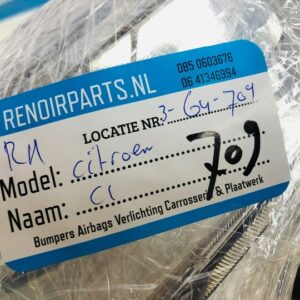 RENOIRPARTS.NL
085 0603676
06 41346994
LOCATIE NR: 3-G4-709
RH
Model: citroen
Naam: C1
709
Bumpers Airbags Verlichting Carrosserie & Plaatwerk